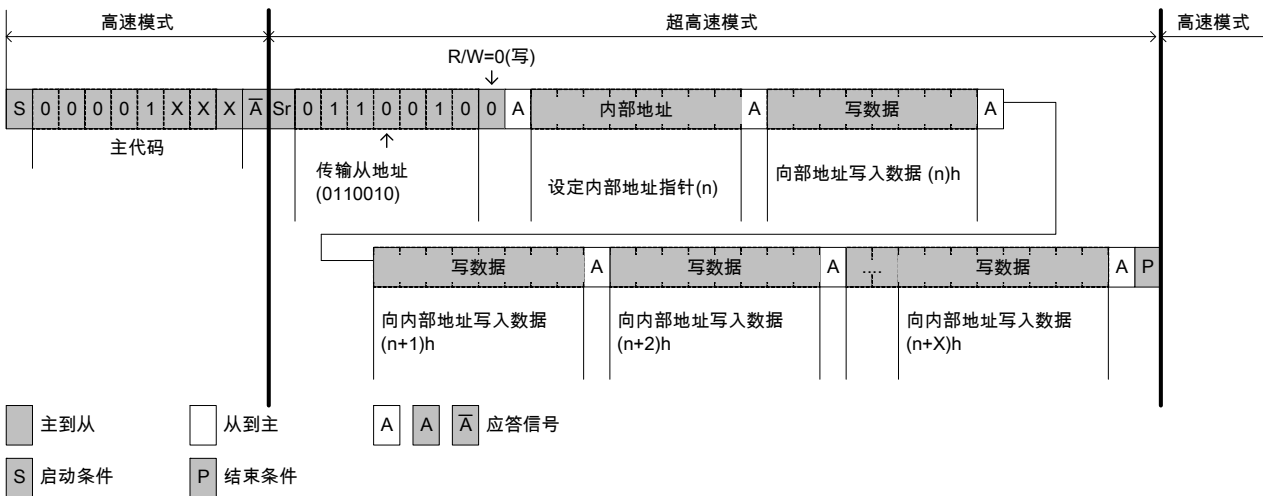 高速模式 超高速模式 高速模式
R/W=0(写)
S 0 0 0 0 1 X X X A̅ Sr 0 1 1 0 0 1 0 0 0 A 内部地址 A 写数据 A
主代码
传输从地址
(0110010)
设定内部地址指针(n)
向部地址写入数据 (n)h
写数据 A 写数据 A .... 写数据 A P
向内部地址写入数据
(n+1)h
向内部地址写入数据
(n+2)h
向内部地址写入数据
(n+X)h
主到从 从到主 A A A̅ 应答信号
S 启动条件 P 结束条件